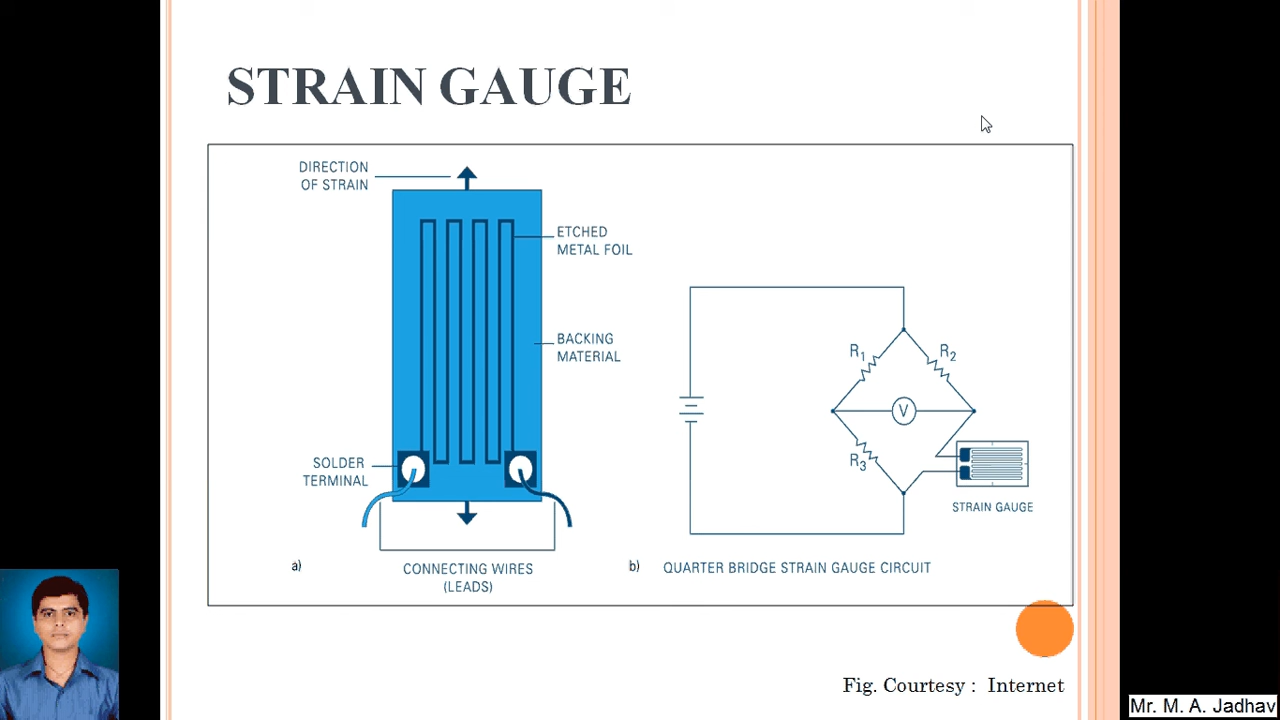 STRAIN GAUGE
DIRECTION
OF STRAIN
ETCHED
METAL FOIL
BACKING
MATERIAL
SOLDER
TERMINAL
a)
CONNECTING WIRES
(LEADS)
R1
R2
V
R3
STRAIN GAUGE
b)
QUARTER BRIDGE STRAIN GAUGE CIRCUIT
Fig. Courtesy : Internet
Mr. M. A. Jadhav